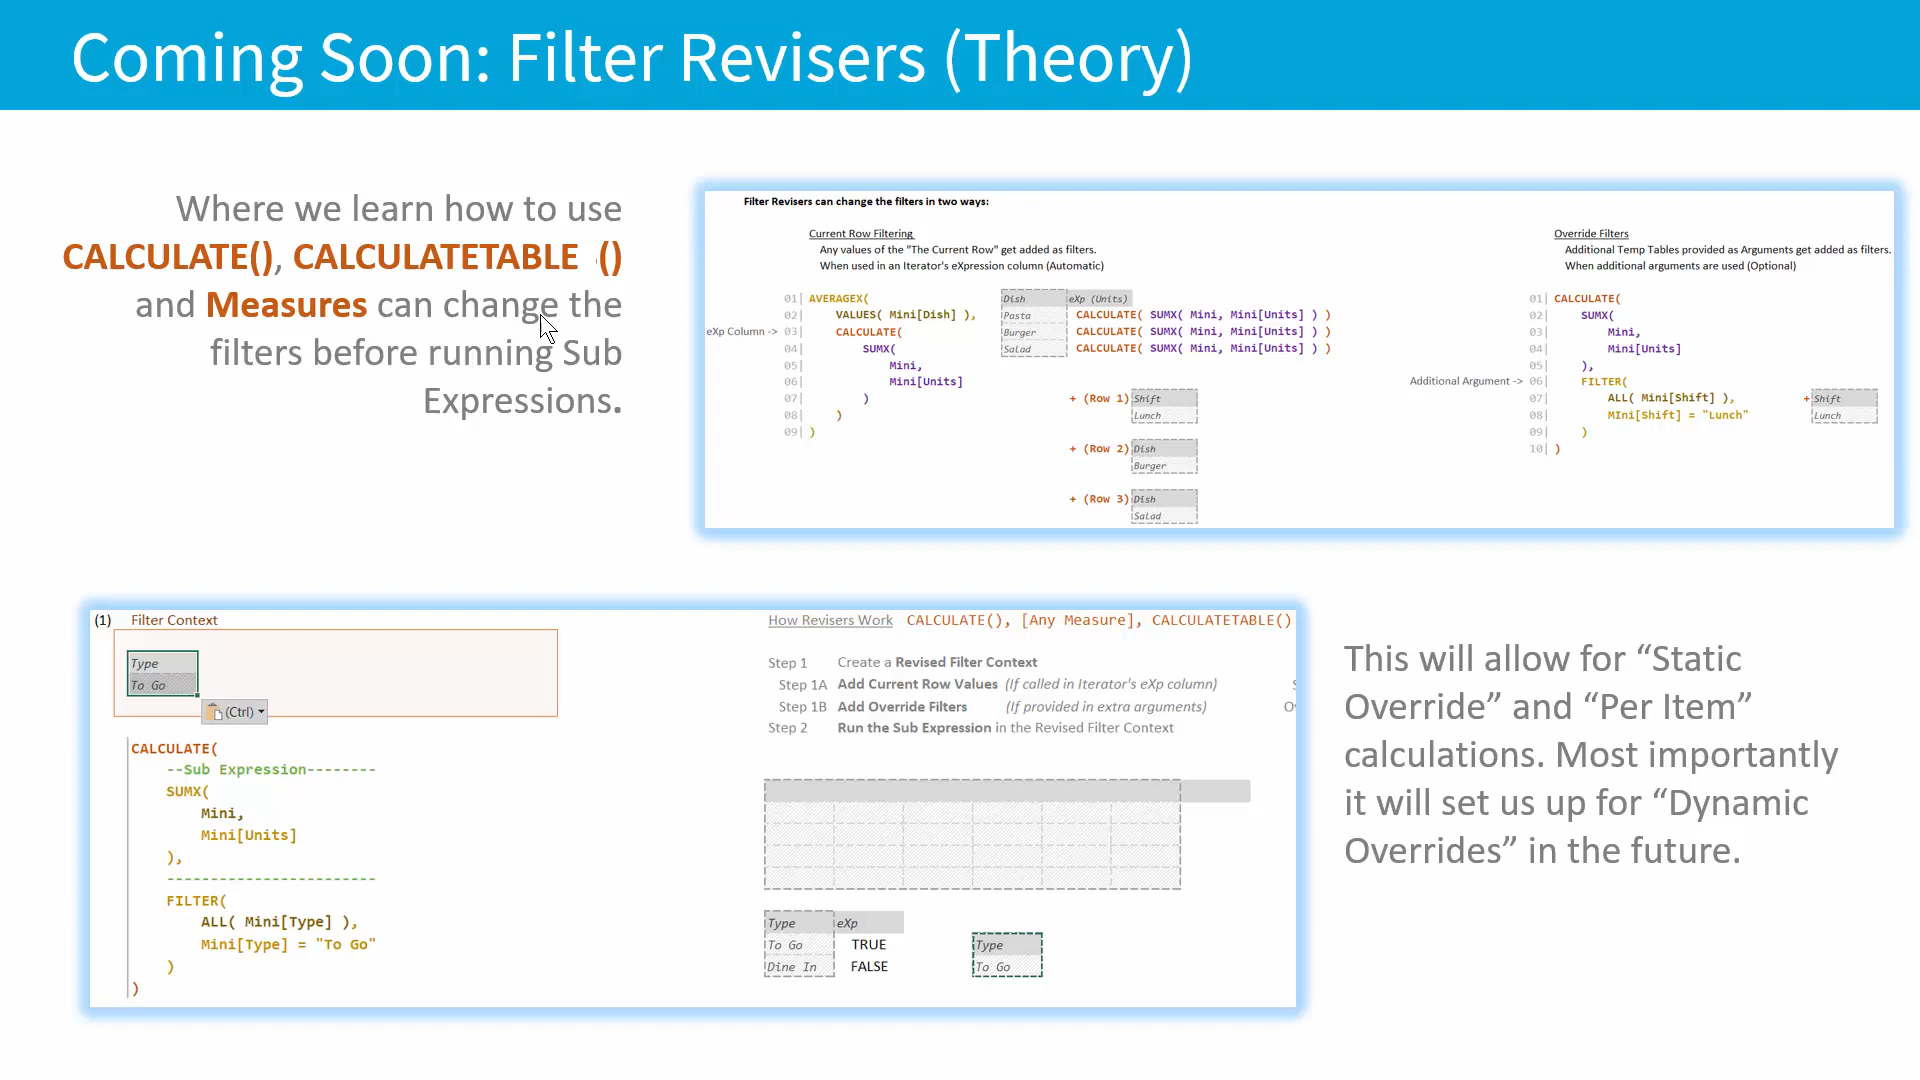 Coming Soon: Filter Revisers (Theory)
Where we learn how to use
CALCULATE(), CALCULATETABLE ()
and Measures can change the
filters before running Sub
Expressions.
Filter Revisers can change the filters in two ways:
Current Row Filtering
Any values of the "The Current Row" get added as filters.
When used in an Iterator's eXpression column (Automatic)
01| AVERAGEX(
02| VALUES( Mini[Dish] ),
eXp Column -> 03| CALCULATE(
04| SUMX(
05| Mini,
06| Mini[Units]
07| )
08| )
09| )
Dish eXp (Units)
Pasta CALCULATE( SUMX( Mini, Mini[Units] ) )
Burger CALCULATE( SUMX( Mini, Mini[Units] ) )
Salad CALCULATE( SUMX( Mini, Mini[Units] ) )
+ (Row 1) Shift
Lunch
+ (Row 2) Dish
Burger
+ (Row 3) Dish
Salad
Override Filters
Additional Temp Tables provided as Arguments get added as filters.
When additional arguments are used (Optional)
01| CALCULATE(
02| SUMX(
03| Mini,
04| Mini[Units]
05| ),
Additional Argument -> 06| FILTER(
07| ALL( Mini[Shift] ),
08| MIni[Shift] = "Lunch"
09| )
10| )
+ Shift
Lunch
(1) Filter Context
Type
To Go
(Ctrl)
CALCULATE(
--Sub Expression--------
SUMX(
Mini,
Mini[Units]
),
------------------------
FILTER(
ALL( Mini[Type] ),
Mini[Type] = "To Go"
)
)
How Revisers Work CALCULATE(), [Any Measure], CALCULATETABLE()
Step 1 Create a Revised Filter Context
Step 1A Add Current Row Values (If called in Iterator's eXp column)
Step 1B Add Override Filters (If provided in extra arguments)
Step 2 Run the Sub Expression in the Revised Filter Context
Type eXp
To Go TRUE
Dine In FALSE
Type
To Go
This will allow for “Static
Override” and “Per Item”
calculations. Most importantly
it will set us up for “Dynamic
Overrides” in the future.